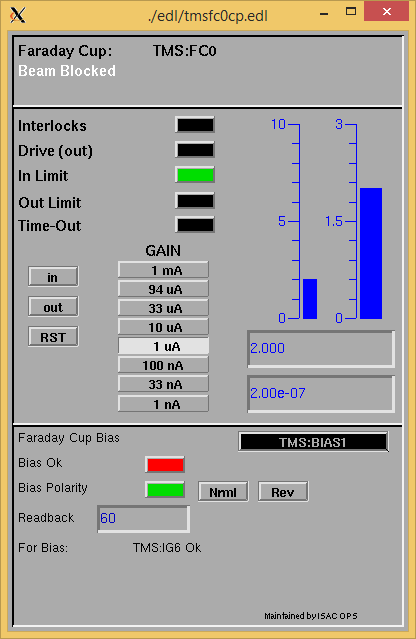 ./edl/tmsfc0cp.edl
Faraday Cup: TMS:FC0
Beam Blocked
Interlocks
Drive (out)
In Limit
Out Limit
Time-Out
10
5
0
3
1.5
0
GAIN
1 mA
94 uA
33 uA
10 uA
1 uA
100 nA
33 nA
1 nA
in
out
RST
2.000
2.00e-07
Faraday Cup Bias TMS:BIAS1
Bias Ok
Bias Polarity Nrml Rev
Readback 60
For Bias: TMS:IG6 Ok
Maintained by ISAC OPS